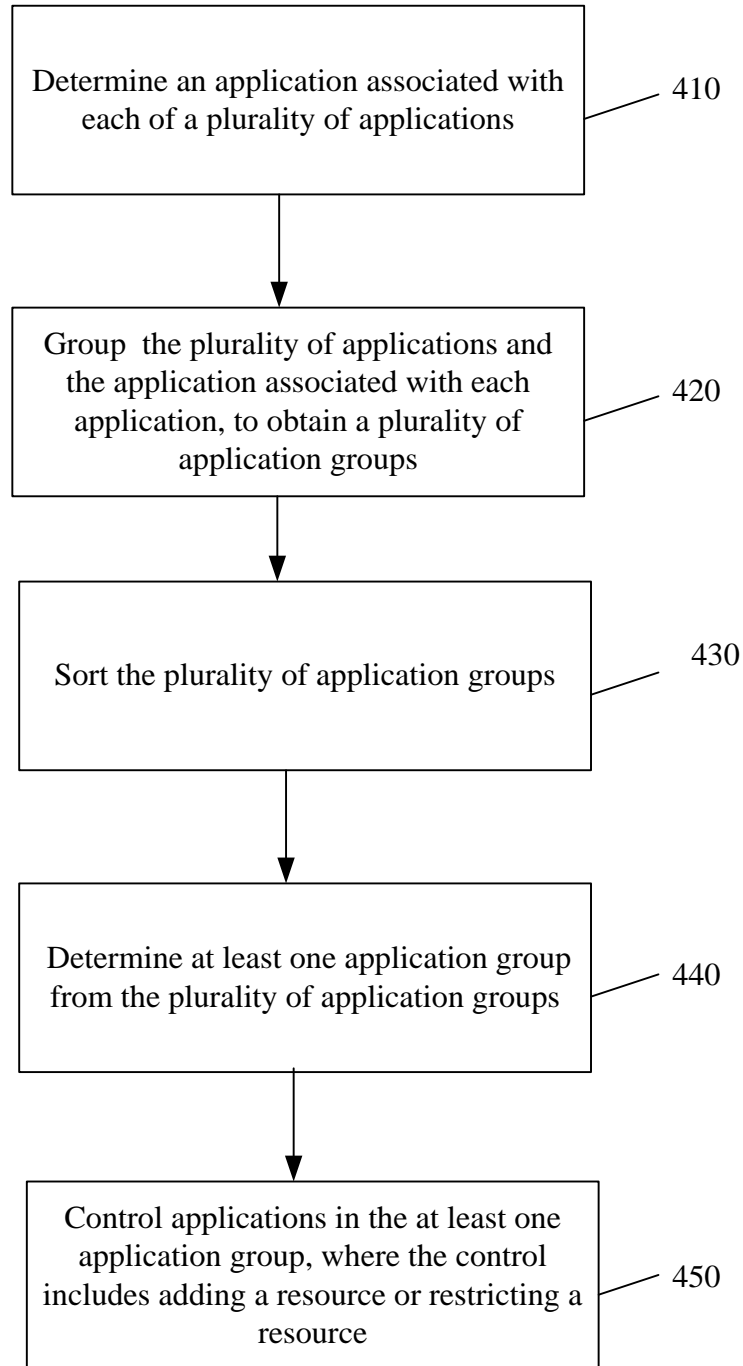 Determine an application associated with
each of a plurality of applications
410
Group  the plurality of applications and
the application associated with each
application, to obtain a plurality of
application groups
420
Sort the plurality of application groups
430
Determine at least one application group
from the plurality of application groups
440
Control applications in the at least one
application group, where the control
includes adding a resource or restricting a
resource
450